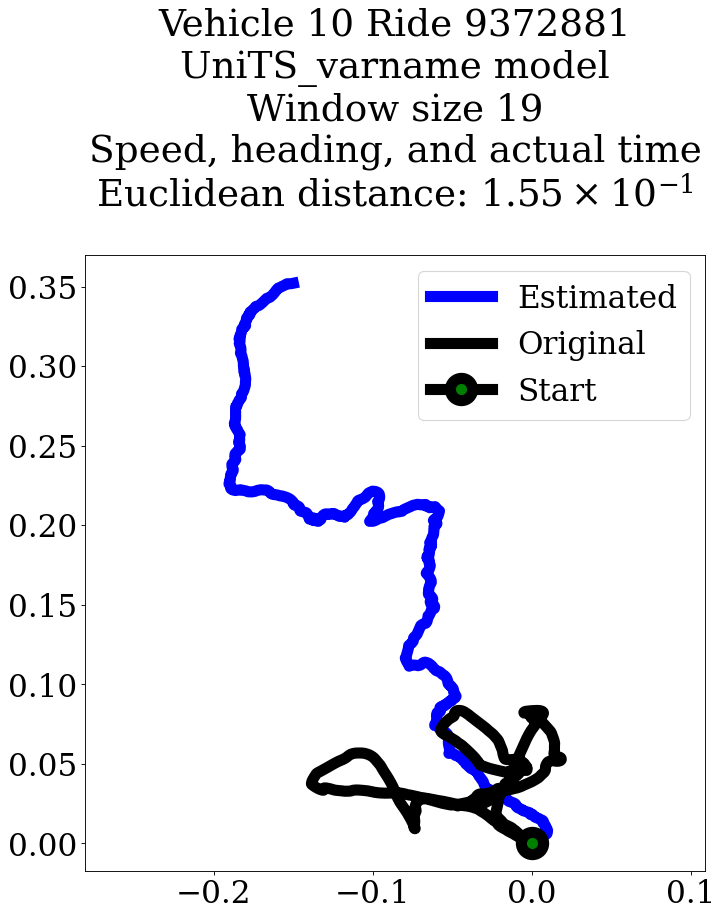 Vehicle 10 Ride 9372881
UniTS_varname model
Window size 19
Speed, heading, and actual time
Euclidean distance: 1.55 × 10⁻¹
Estimated
Original
Start
0.35
0.30
0.25
0.20
0.15
0.10
0.05
0.00
−0.2
−0.1
0.0
0.1